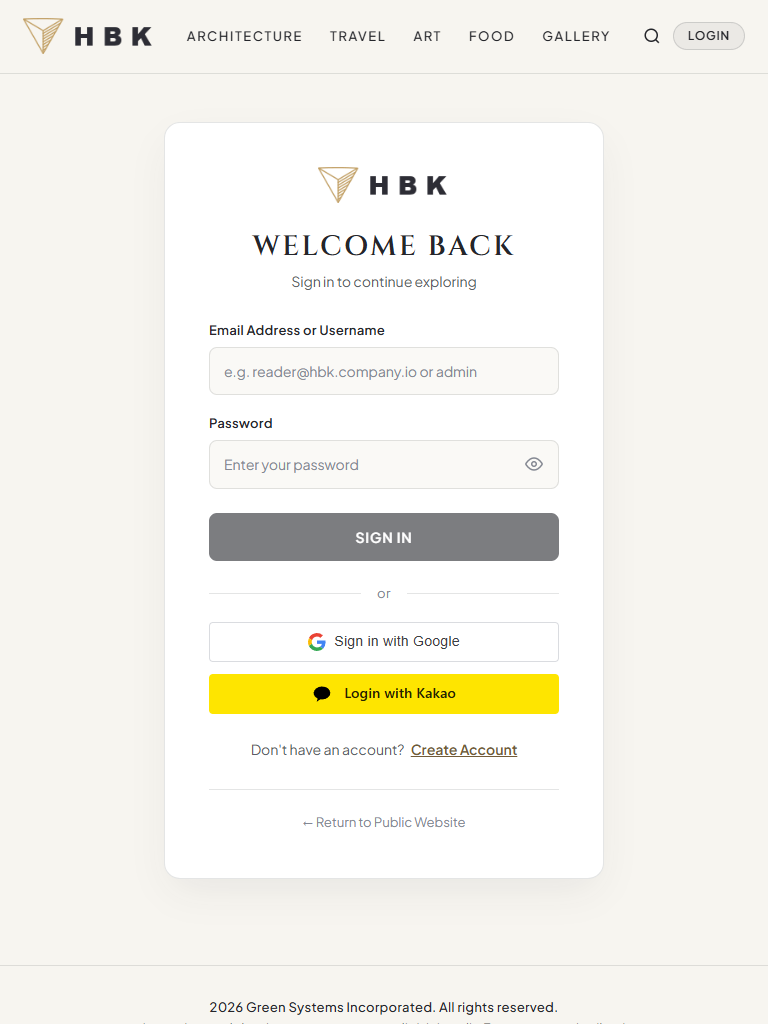 HBK ARCHITECTURE TRAVEL ART FOOD GALLERY LOGIN
HBK
WELCOME BACK
Sign in to continue exploring
Email Address or Username
e.g. reader@hbk.company.io or admin
Password
Enter your password
SIGN IN
or
Sign in with Google
Login with Kakao
Don't have an account? Create Account
← Return to Public Website
2026 Green Systems Incorporated. All rights reserved.